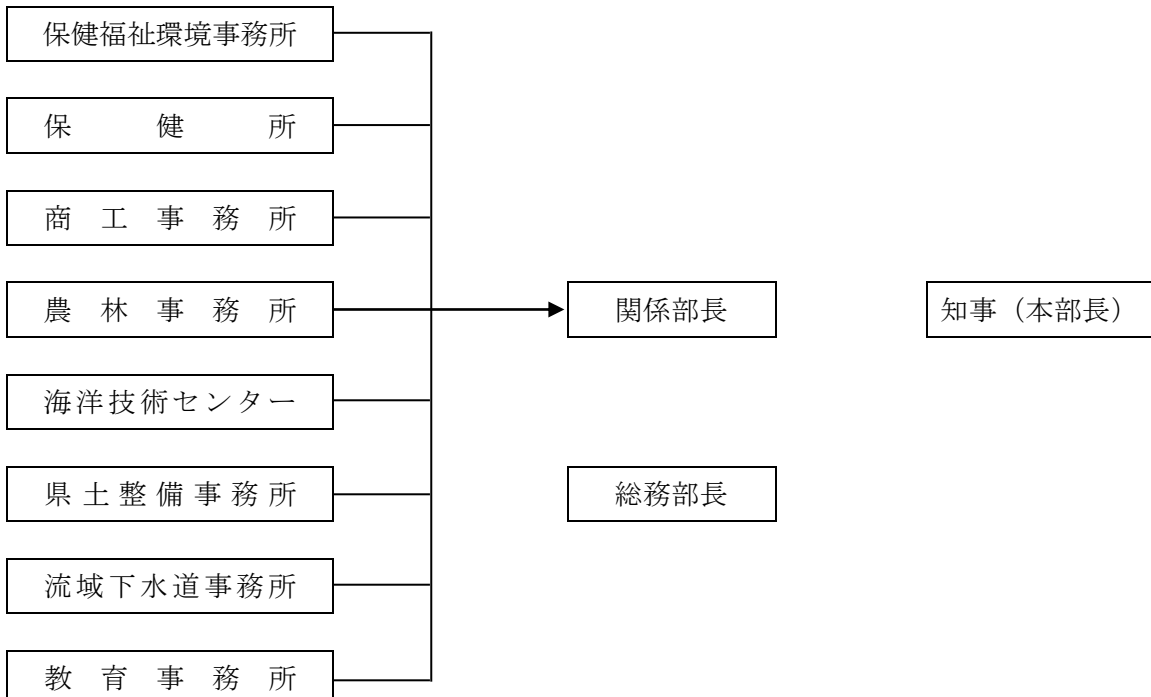 保健福祉環境事務所
保健所
商工事務所
農林事務所
関係部長
知事（本部長）
海洋技術センター
県土整備事務所
総務部長
流域下水道事務所
教育事務所